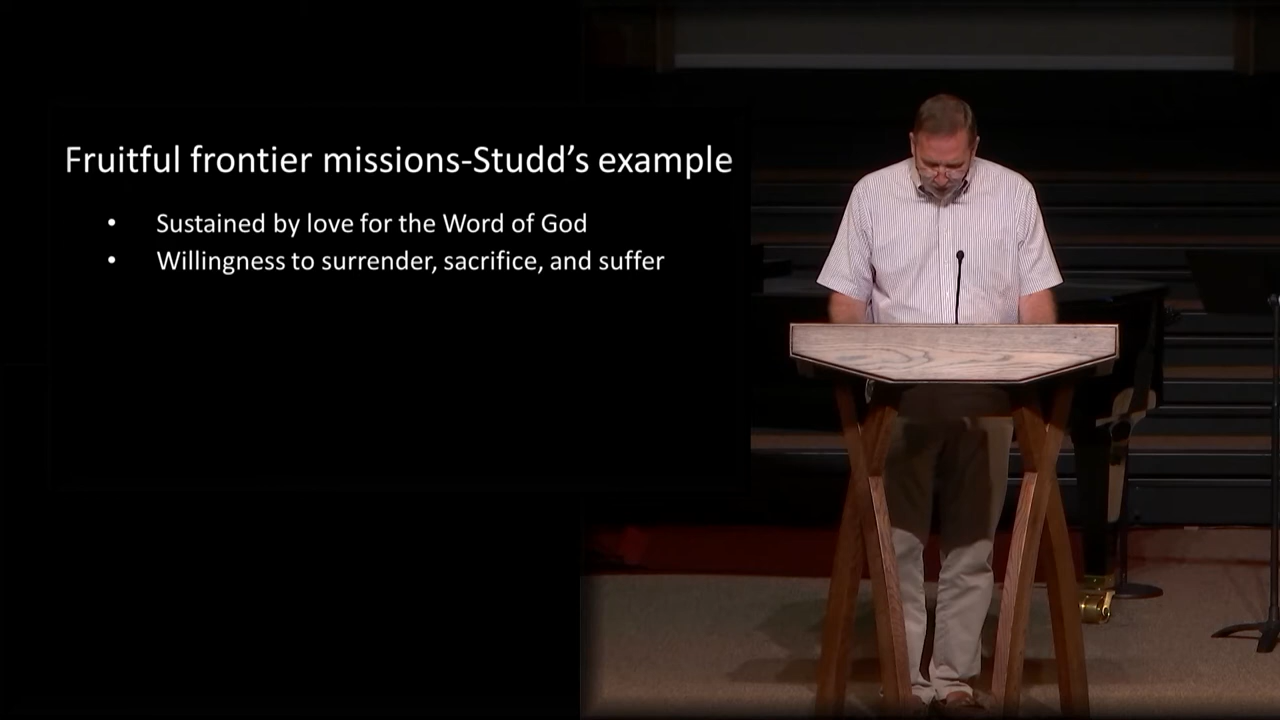 Fruitful frontier missions-Studd’s example
• Sustained by love for the Word of God
• Willingness to surrender, sacrifice, and suffer